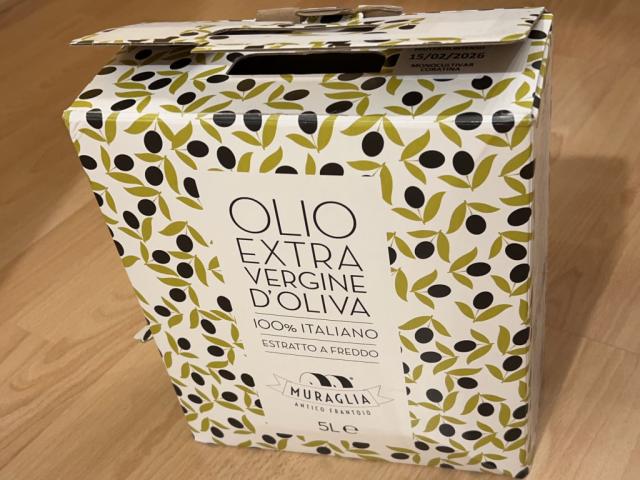 15/02/2026
MONOCULTIVAR
CORATINA
OLIO
EXTRA
VERGINE
D'OLIVA
100% ITALIANO
ESTRATTO A FREDDO
MURAGLIA
ANTICO FRANTOIO
5L e